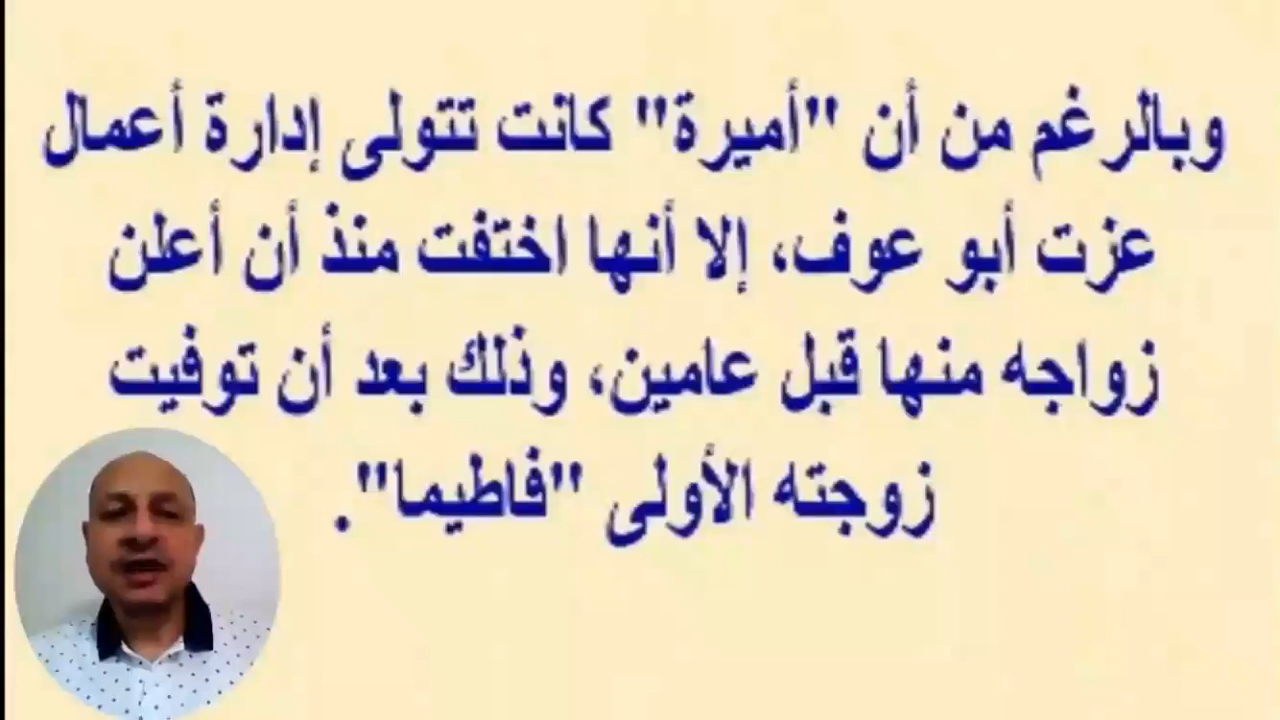 وبالرغم من أن "أميرة" كانت تتولى إدارة أعمال
عزت أبو عوف، إلا أنها اختفت منذ أن أعلن
زواجه منها قبل عامين، وذلك بعد أن توفيت
زوجته الأولى "فاطيما".